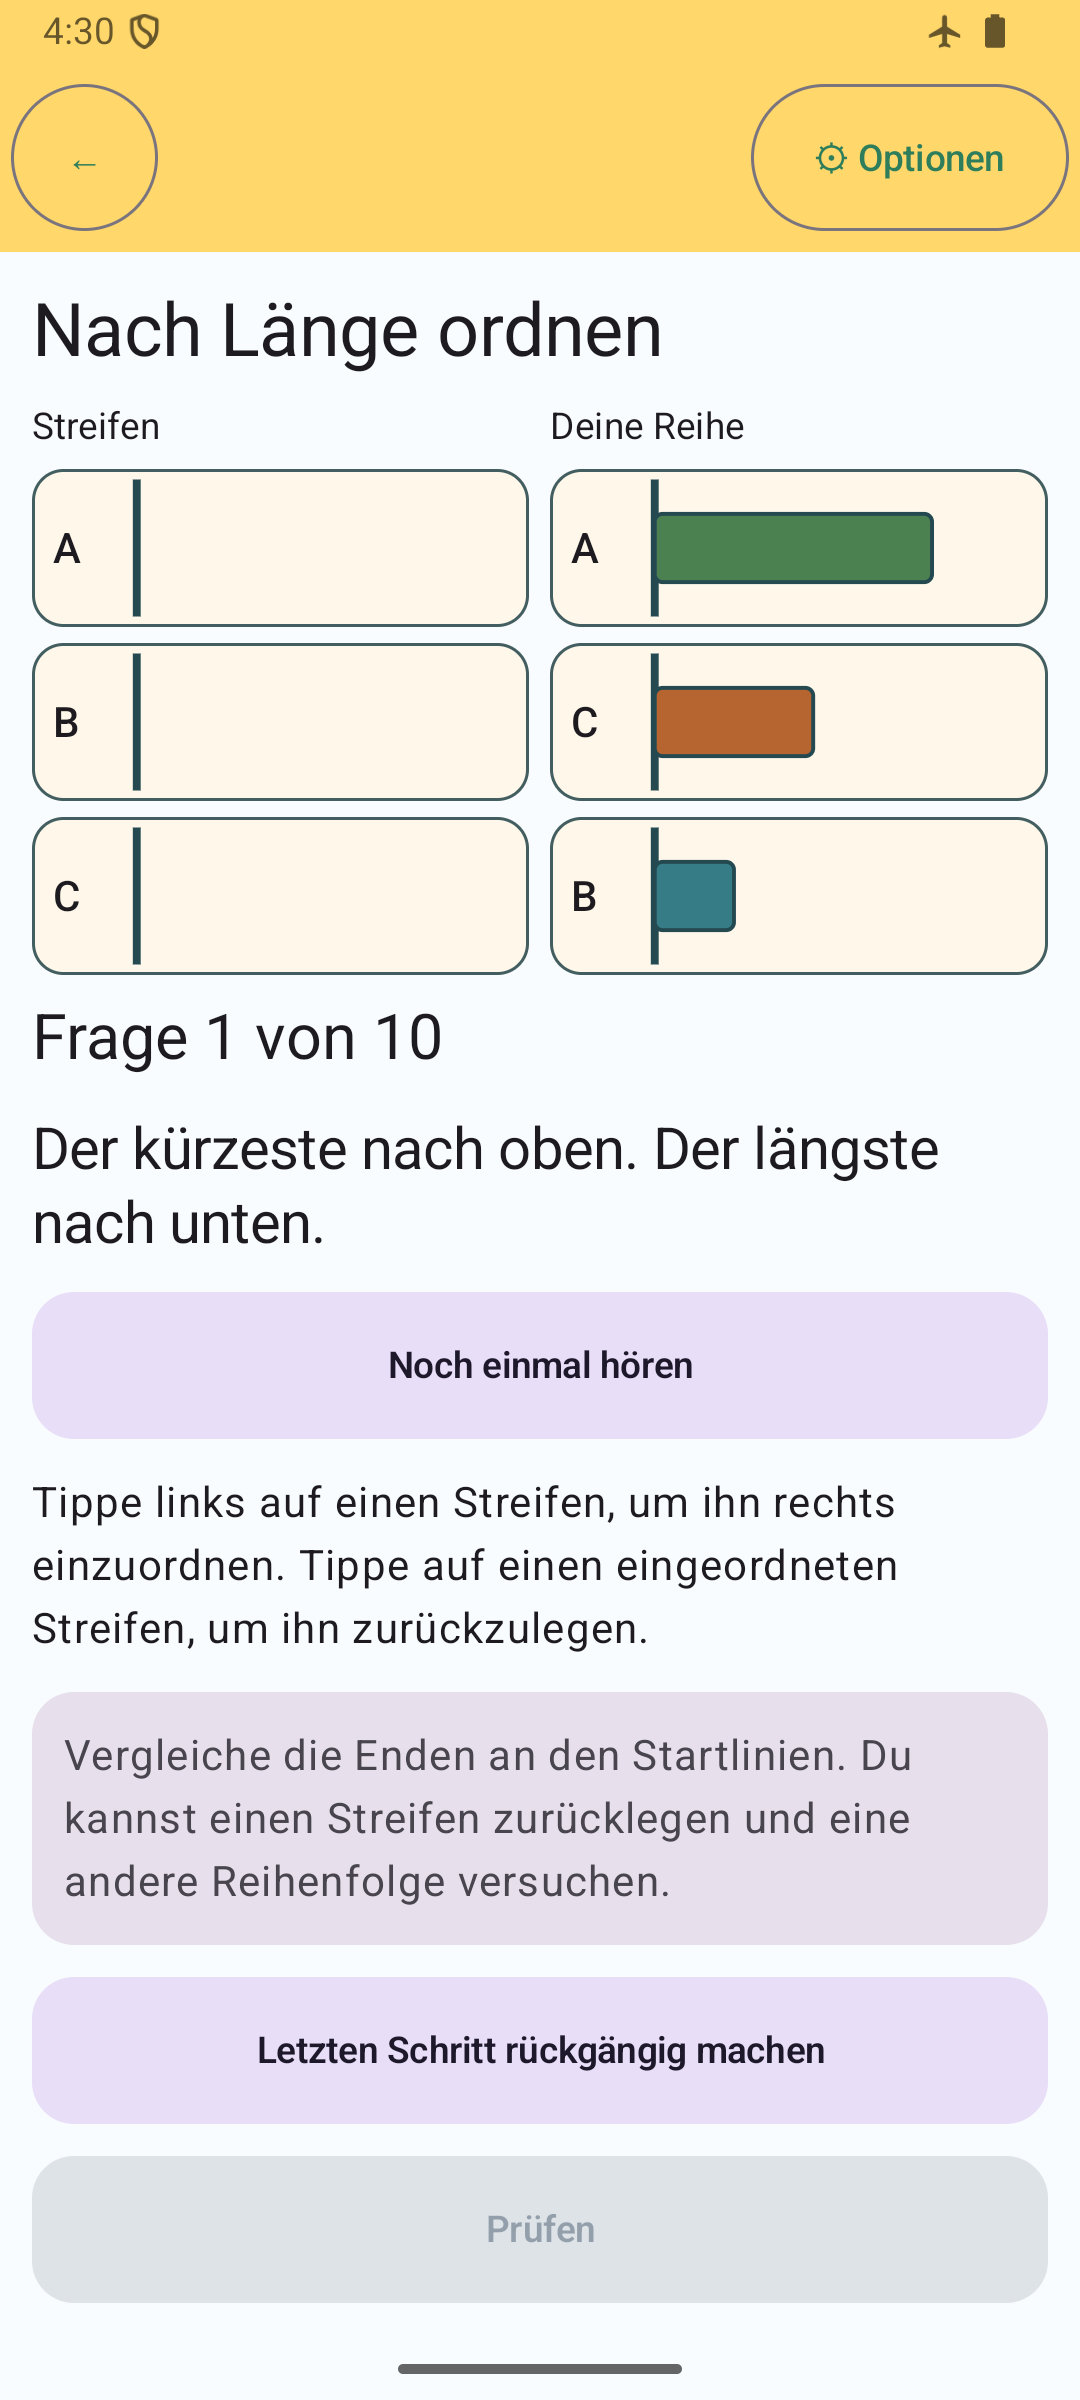 4:30
←
Optionen
Nach Länge ordnen
Streifen
Deine Reihe
A
A
B
C
C
B
Frage 1 von 10
Der kürzeste nach oben. Der längste
nach unten.
Noch einmal hören
Tippe links auf einen Streifen, um ihn rechts
einzuordnen. Tippe auf einen eingeordneten
Streifen, um ihn zurückzulegen.
Vergleiche die Enden an den Startlinien. Du
kannst einen Streifen zurücklegen und eine
andere Reihenfolge versuchen.
Letzten Schritt rückgängig machen
Prüfen